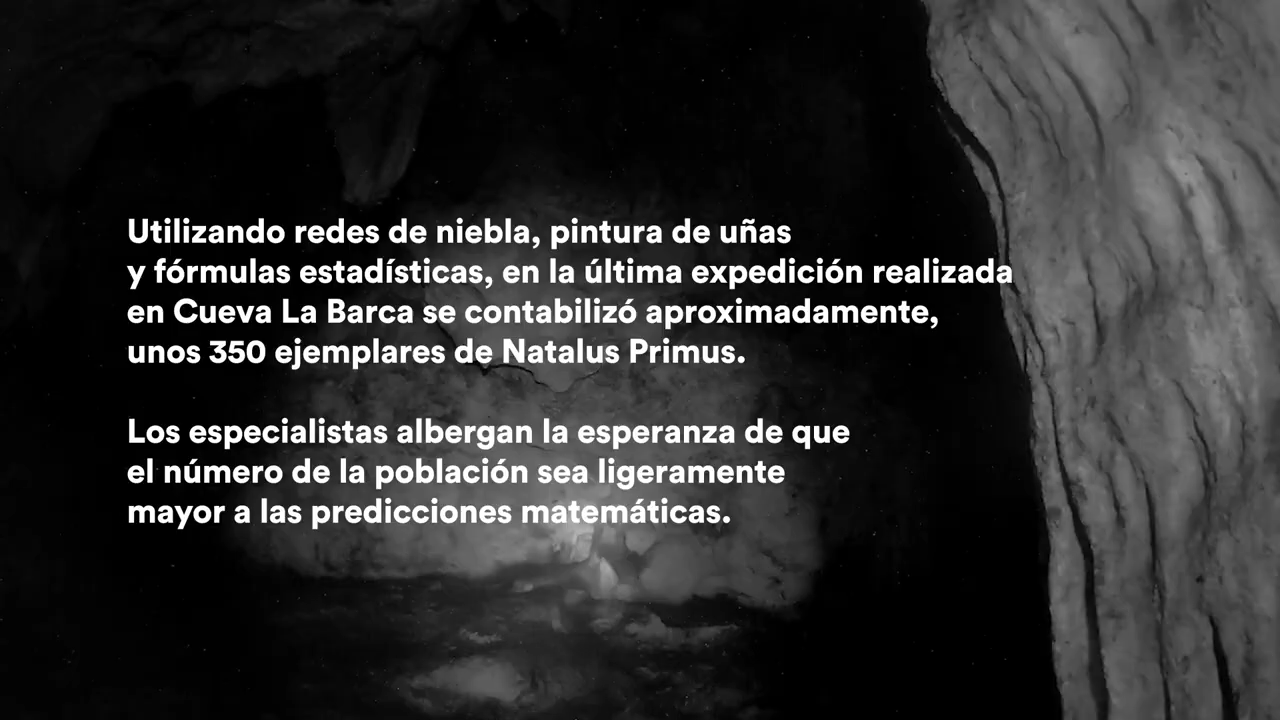 Utilizando redes de niebla, pintura de uñas
y fórmulas estadísticas, en la última expedición realizada
en Cueva La Barca se contabilizó aproximadamente,
unos 350 ejemplares de Natalus Primus.
Los especialistas albergan la esperanza de que
el número de la población sea ligeramente
mayor a las predicciones matemáticas.